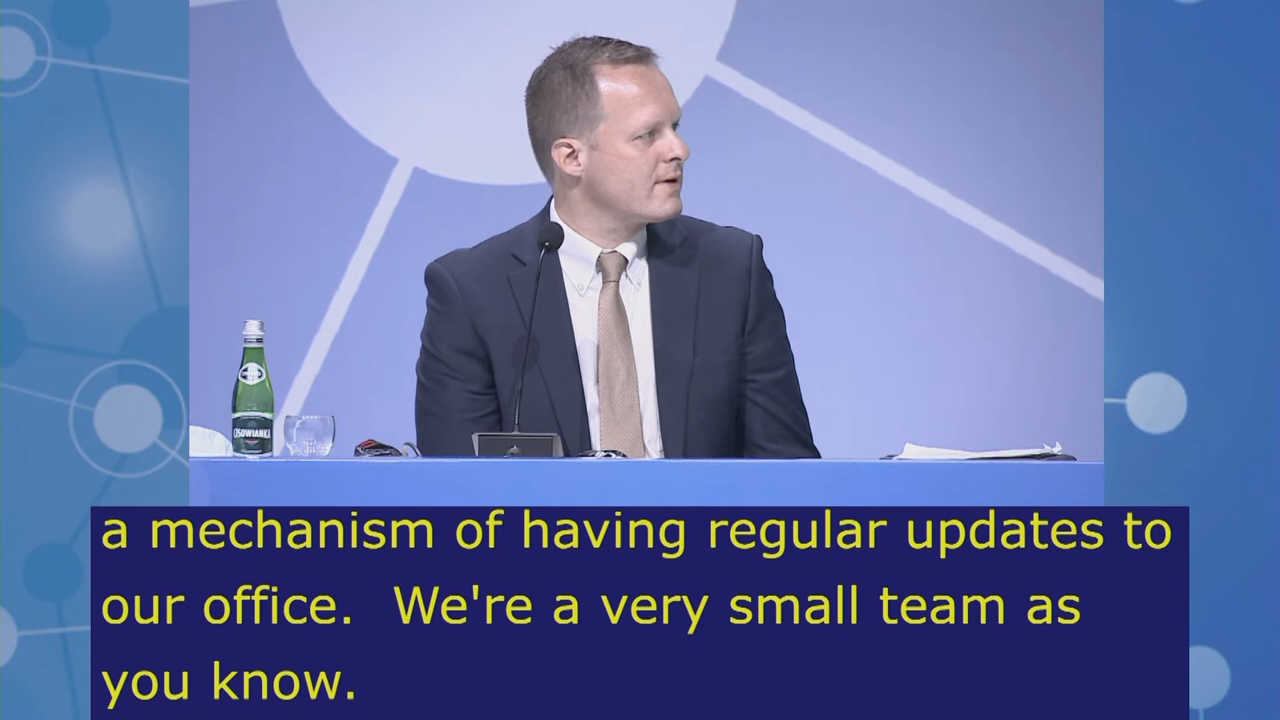 CISOWIANKA
a mechanism of having regular updates to
our office.  We're a very small team as
you know.